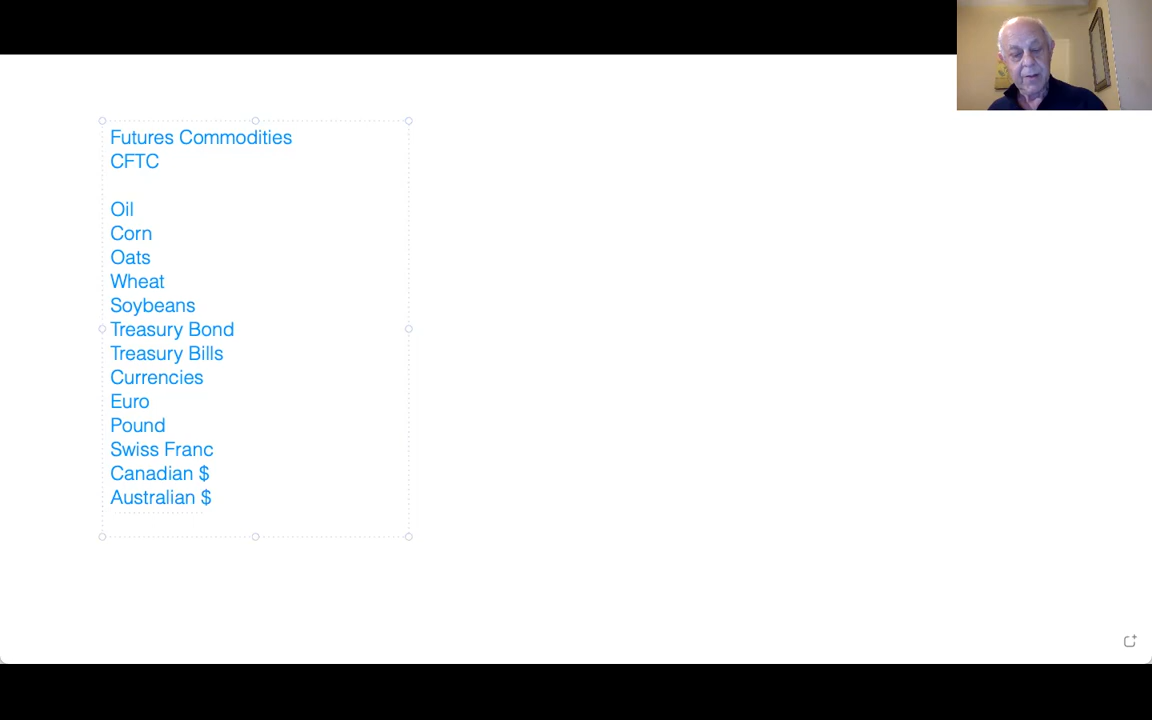 Futures Commodities
CFTC
Oil
Corn
Oats
Wheat
Soybeans
Treasury Bond
Treasury Bills
Currencies
Euro
Pound
Swiss Franc
Canadian $
Australian $